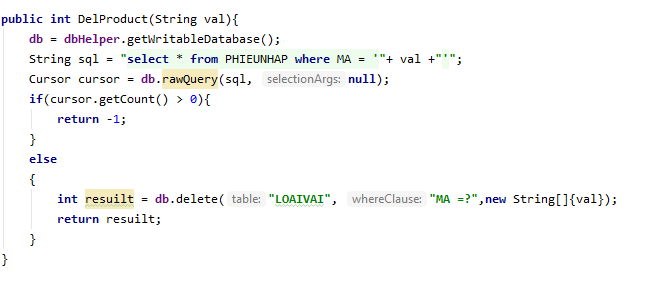 public int DelProduct(String val){
db = dbHelper.getWritableDatabase();
String sql = "select * from PHIEUNHAP where MA = '"+ val +"'";
Cursor cursor = db.rawQuery(sql, selectionArgs: null);
if(cursor.getCount() > 0){
return -1;
}
else
{
int resuilt = db.delete( table: "LOAIVAI", whereClause: "MA =?",new String[]{val});
return resuilt;
}
}